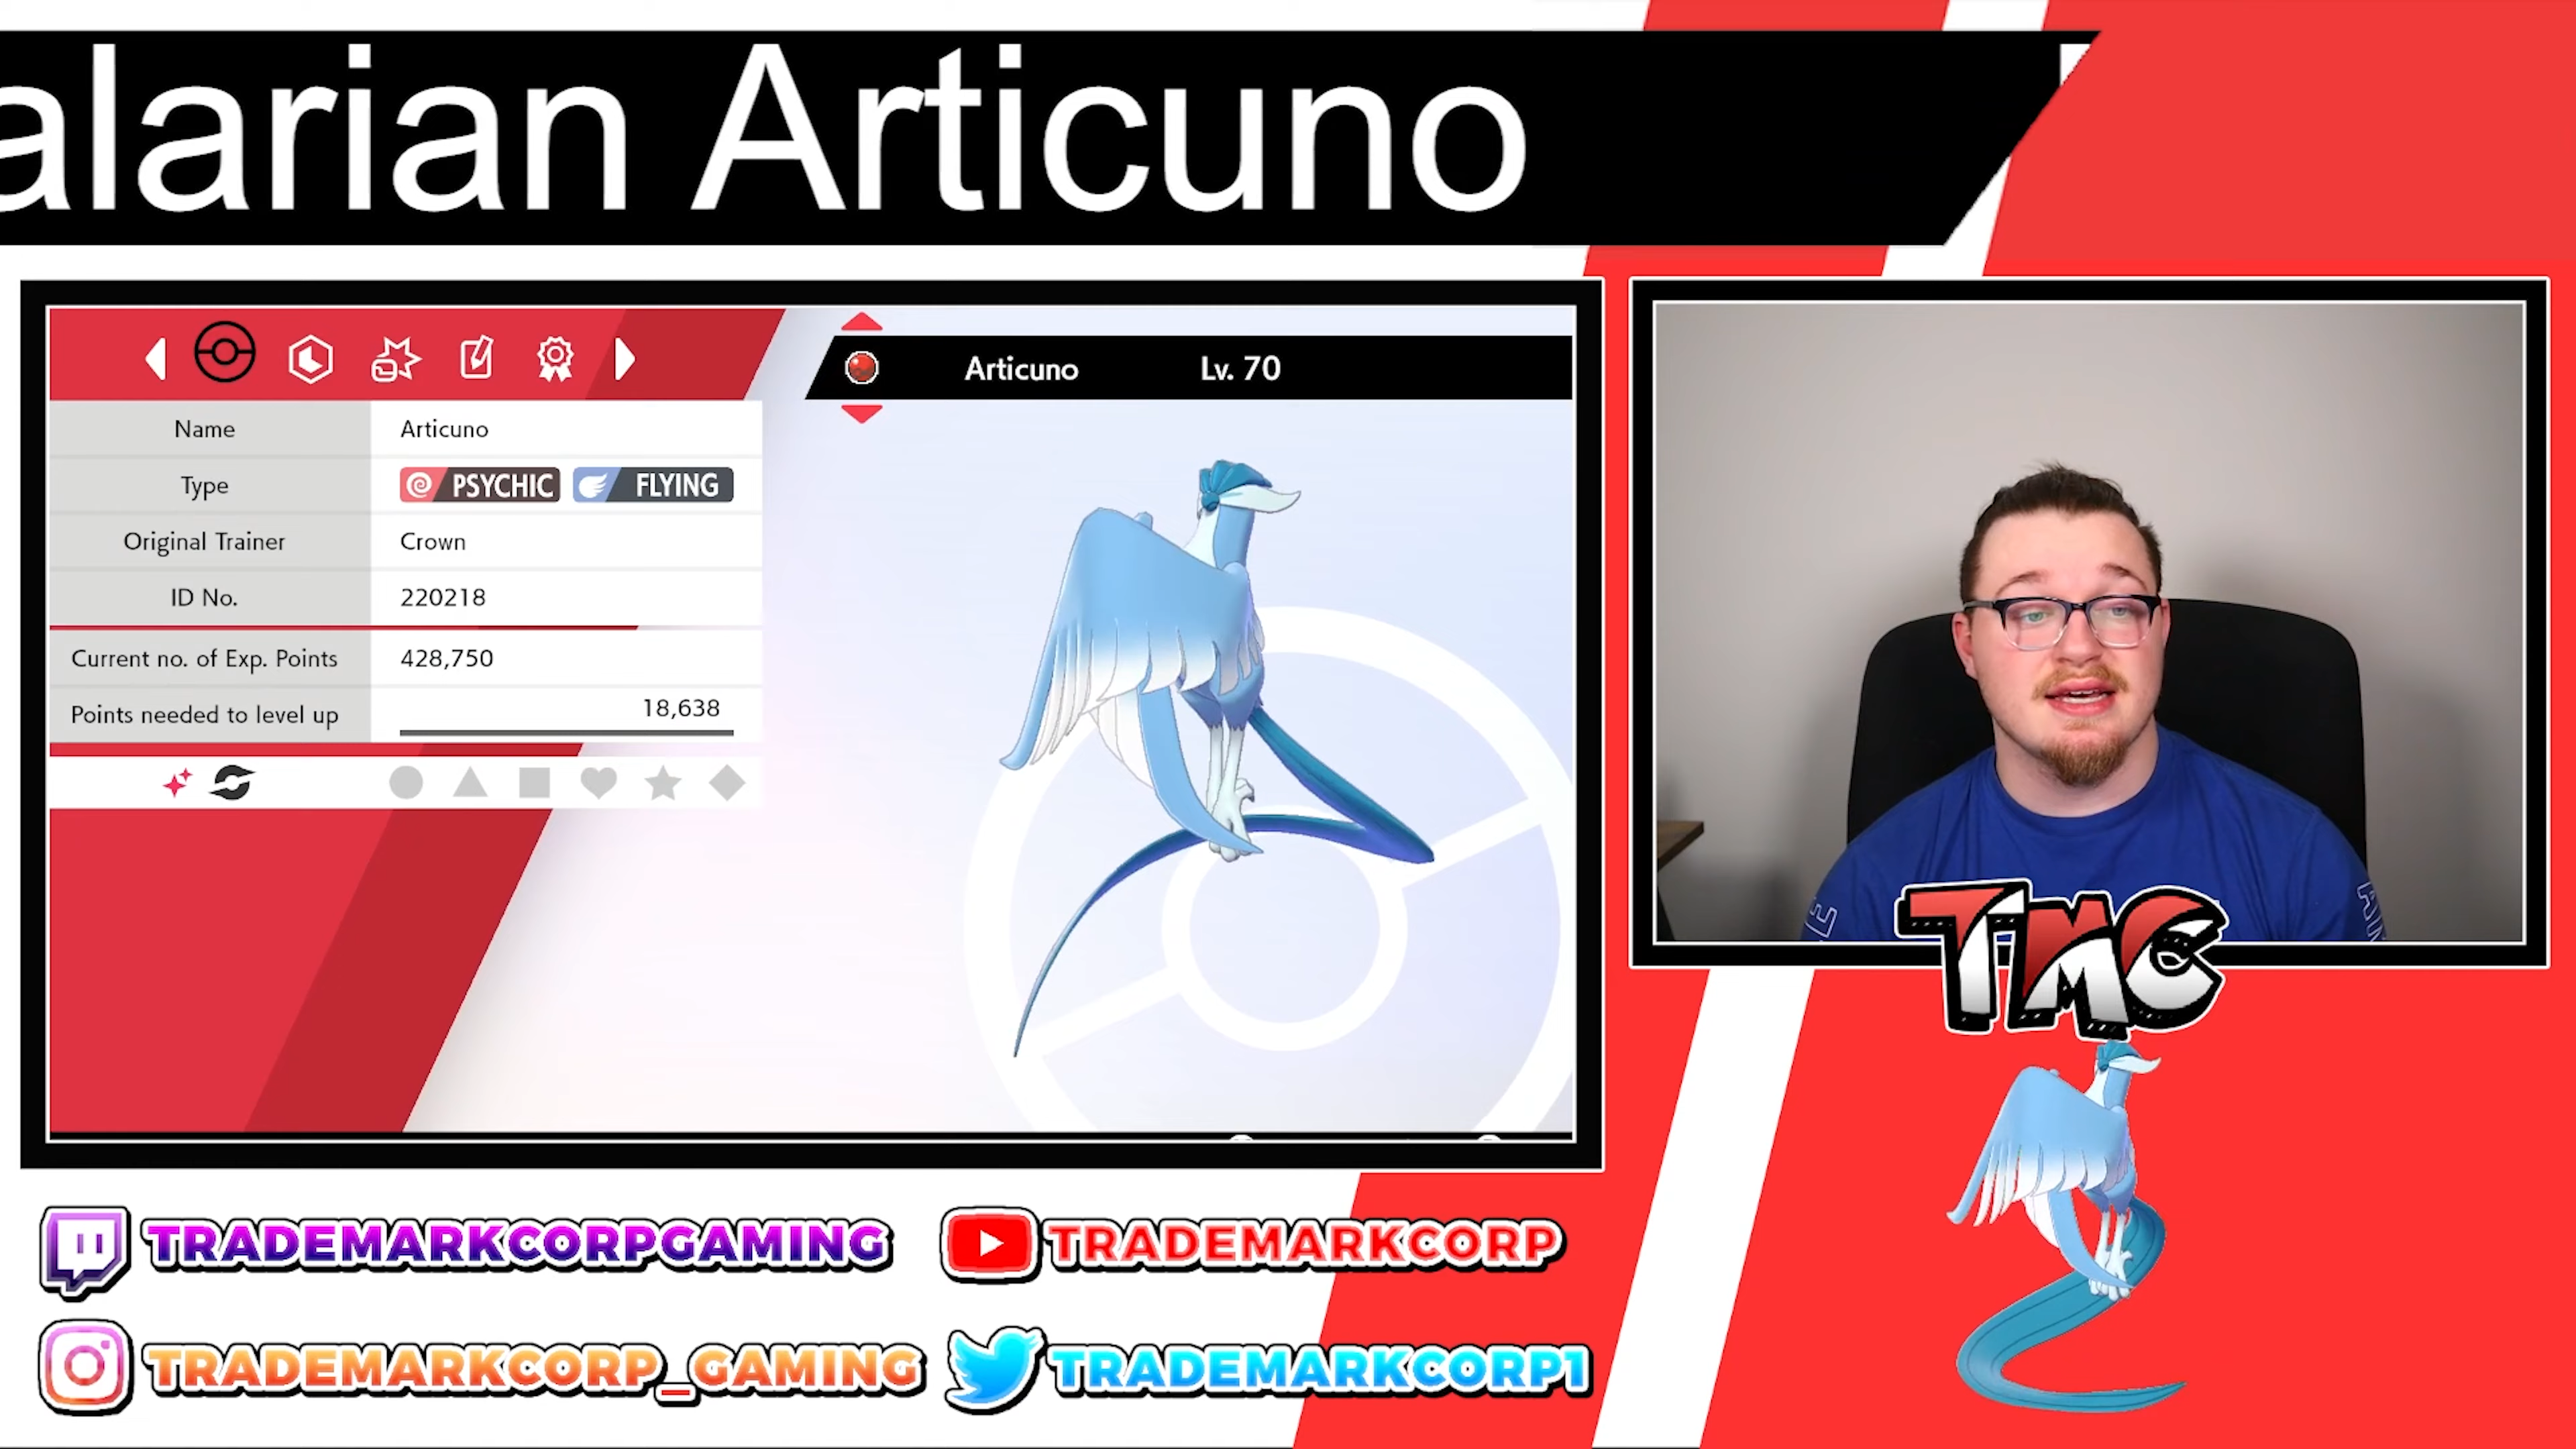 alarian Articuno
Articuno Lv. 70
Name Articuno
Type PSYCHIC FLYING
Original Trainer Crown
ID No. 220218
Current no. of Exp. Points 428,750
Points needed to level up 18,638
TMC
TRADEMARKCORPGAMING
TRADEMARKCORP
TRADEMARKCORP_GAMING
TRADEMARKCORP1